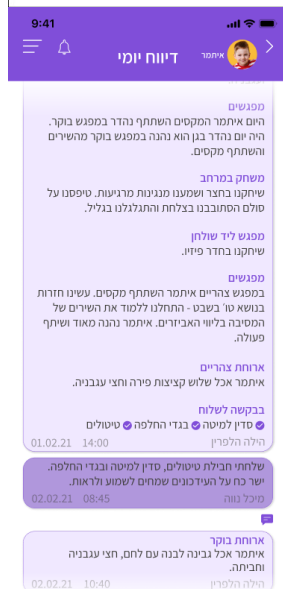 9:41
דיווח יומי
איתמר
מפגשים
היום איתמר המקסים השתתף נהדר במפגש בוקר.
היה יום נהדר בגן הוא נהנה במפגש בוקר מהשירים
והשתתף מקסים.
משחק במרחב
שיחקנו בחצר ושמענו מנגינות מרגיעות. טיפסנו על
סולם הסתובבנו בצלחת והתגלגלנו בגליל.
מפגש ליד שולחן
שיחקנו בחדר פיזיו.
מפגשים
במפגש צהריים איתמר השתתף מקסים. עשינו חזרות
בנושא טו׳ בשבט - התחלנו ללמוד את השירים של
המסיבה בליווי האביזרים. איתמר נהנה מאוד ושיתף
פעולה.
ארוחת צהריים
איתמר אכל שלוש קציצות פירה וחצי עגבניה.
בבקשה לשלוח
סדין למיטה בגדי החלפה טיטולים
הילה הלפרין 14:00 01.02.21
שלחתי חבילת טיטולים, סדין למיטה ובגדי החלפה.
ישר כח על העידכונים שמחים לשמוע ולראות.
מיכל נווה 08:45 02.02.21
ארוחת בוקר
איתמר אכל גבינה לבנה עם לחם, חצי עגבניה
וחביתה.
הילה הלפרין 10:40 02.02.21